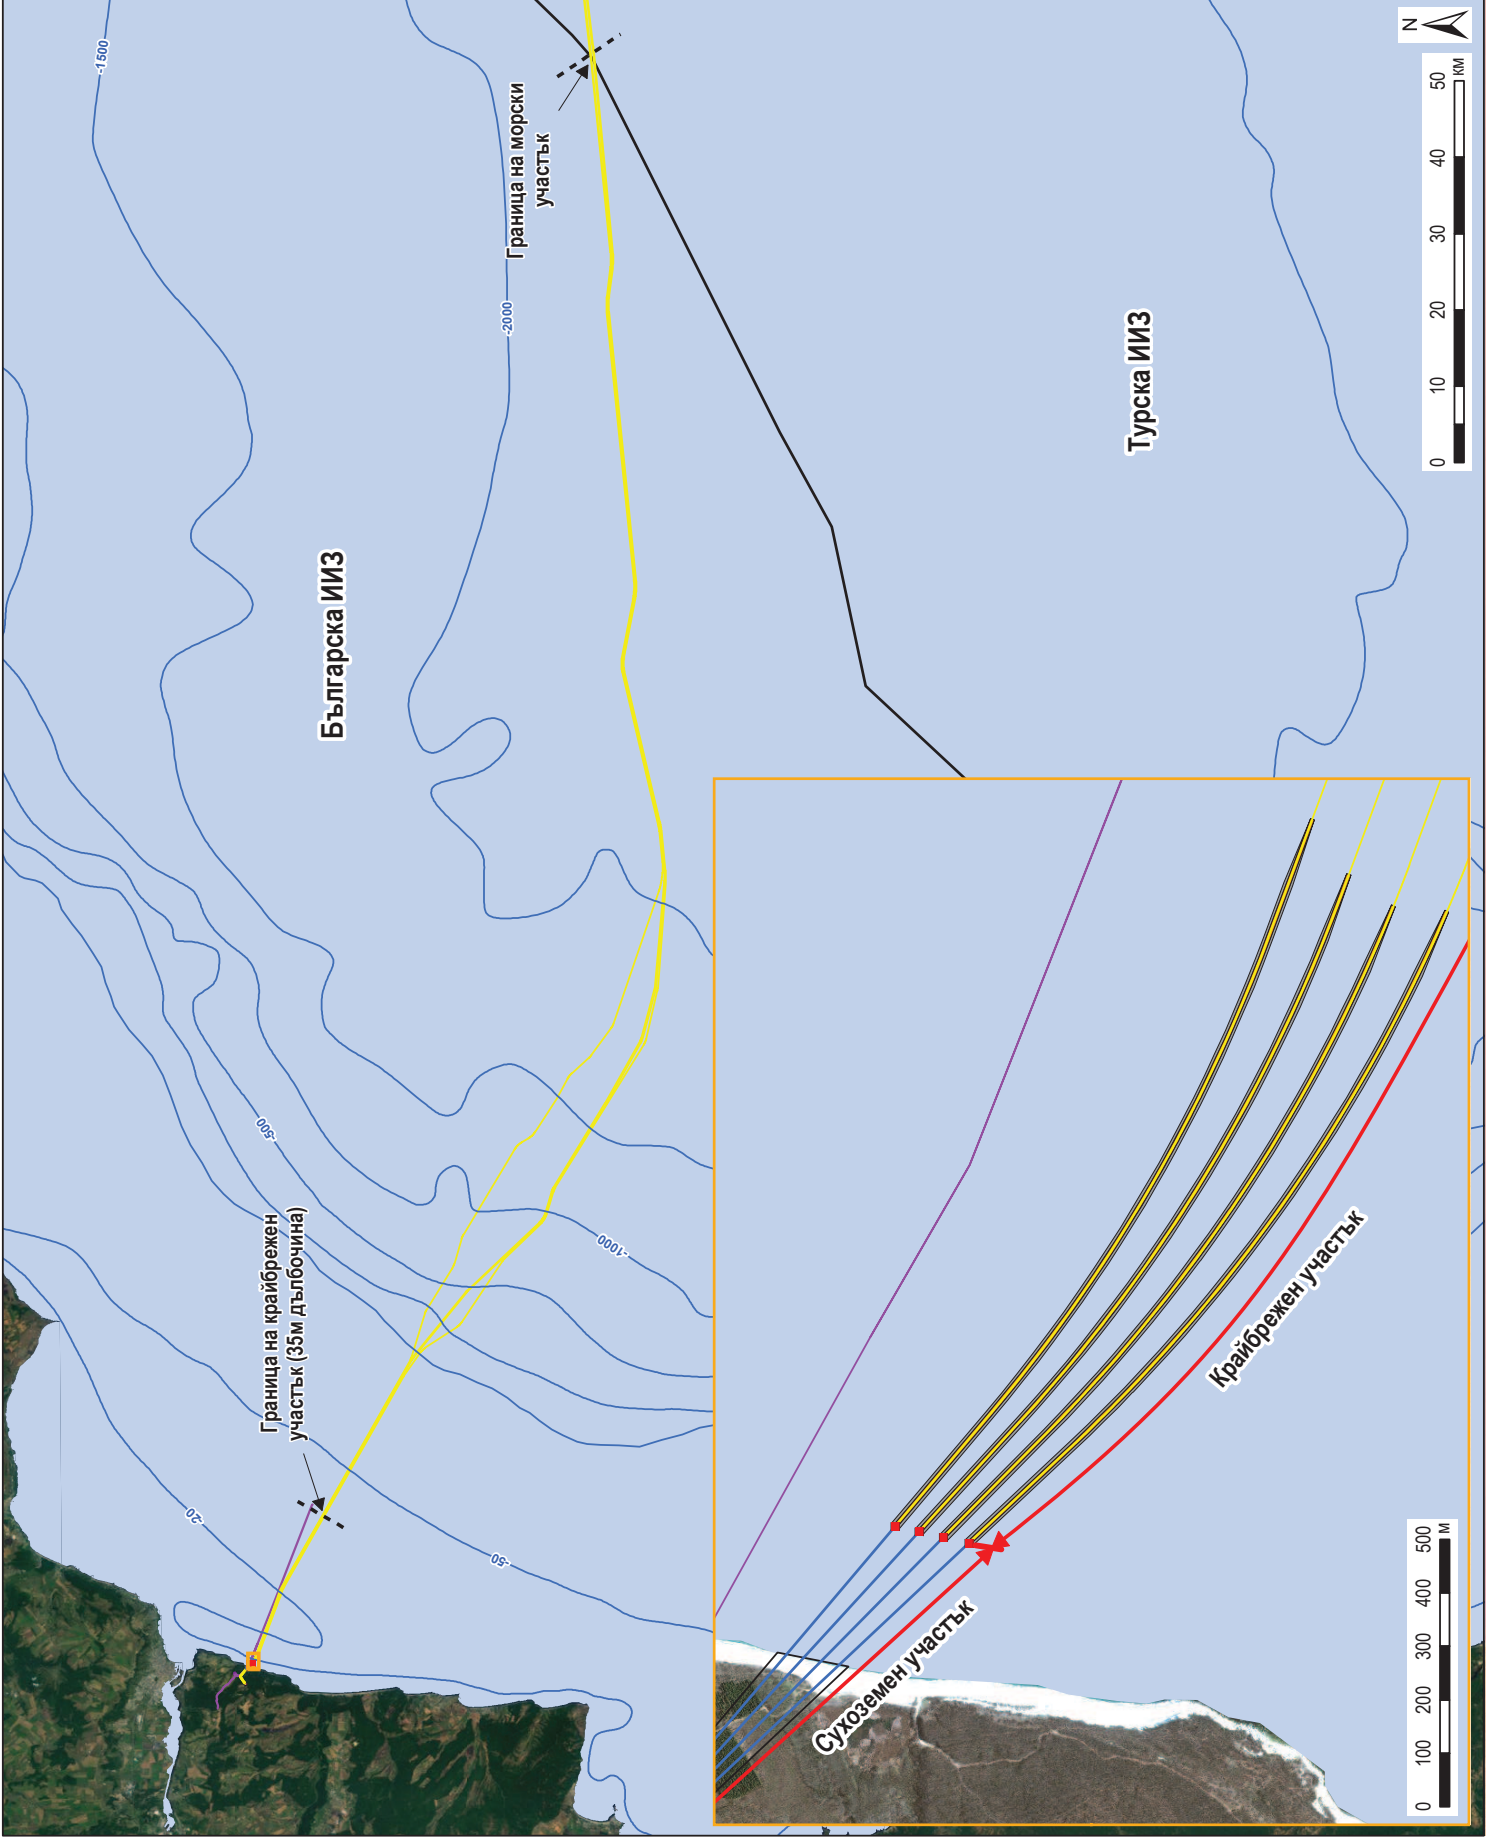 -1500
Граница на морски
участък
-2000
Българска ИИЗ
Турска ИИЗ
N
0 10 20 30 40 50
км
-500
-1000
Граница на крайбрежен
участък (35м дълбочина)
-20
-50
Крайбрежен участък
Сухоземен участък
0 100 200 300 400 500
м